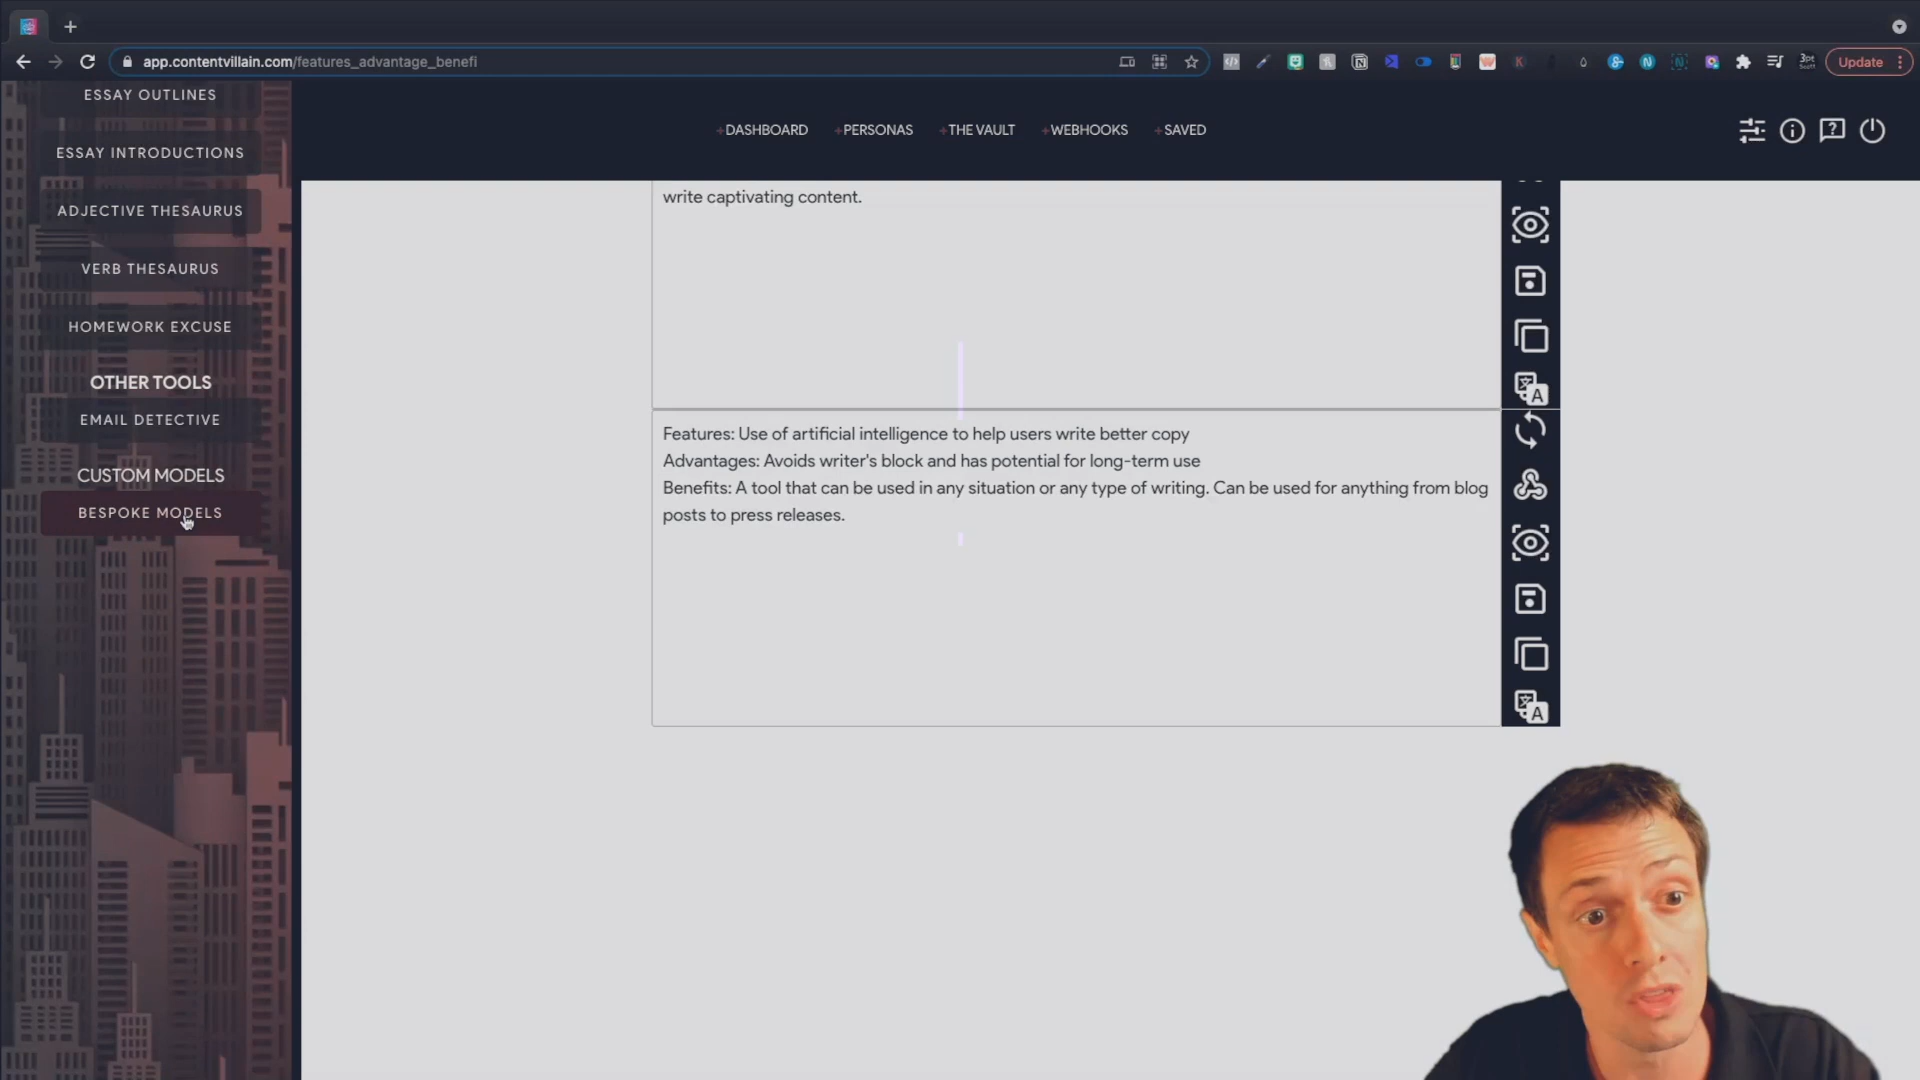 app.contentvillain.com/features_advantage_benefi
Update
ESSAY OUTLINES
ESSAY INTRODUCTIONS
ADJECTIVE THESAURUS
VERB THESAURUS
HOMEWORK EXCUSE
OTHER TOOLS
EMAIL DETECTIVE
CUSTOM MODELS
BESPOKE MODELS
+DASHBOARD +PERSONAS +THE VAULT +WEBHOOKS +SAVED
write captivating content.
Features: Use of artificial intelligence to help users write better copy
Advantages: Avoids writer's block and has potential for long-term use
Benefits: A tool that can be used in any situation or any type of writing. Can be used for anything from blog
posts to press releases.